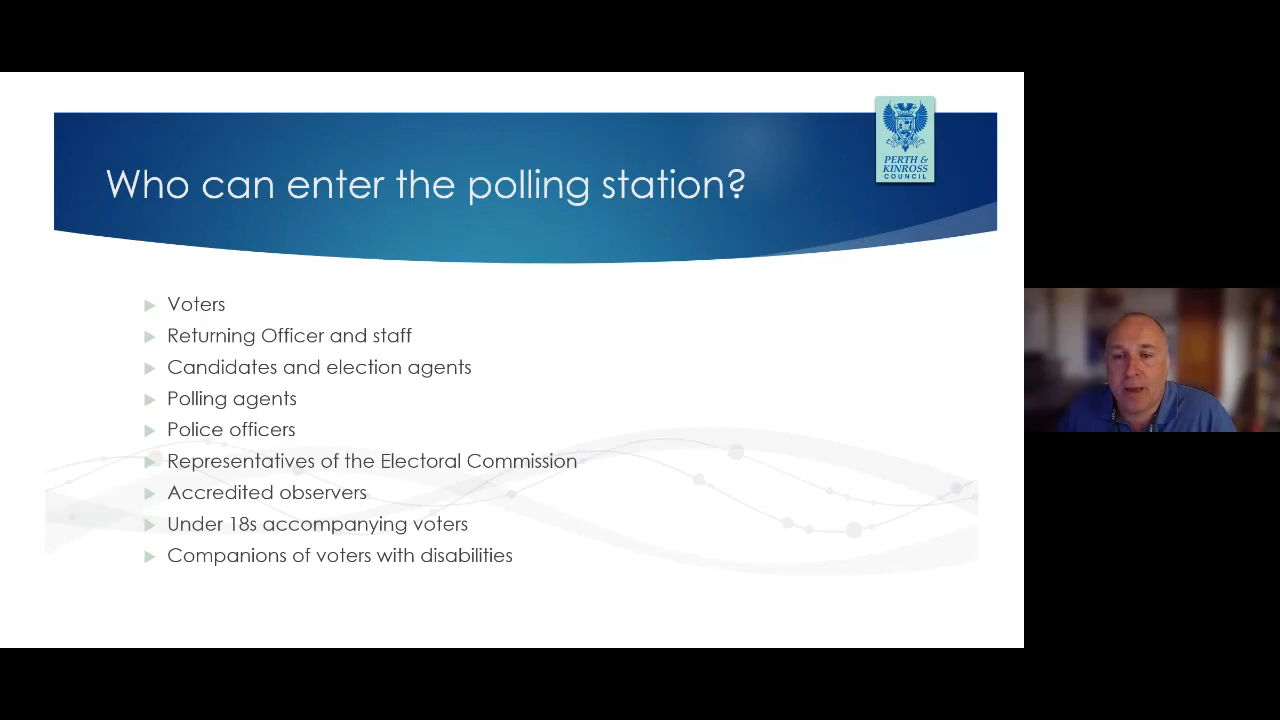 PERTH &
KINROSS
COUNCIL
Who can enter the polling station?
Voters
Returning Officer and staff
Candidates and election agents
Polling agents
Police officers
Representatives of the Electoral Commission
Accredited observers
Under 18s accompanying voters
Companions of voters with disabilities